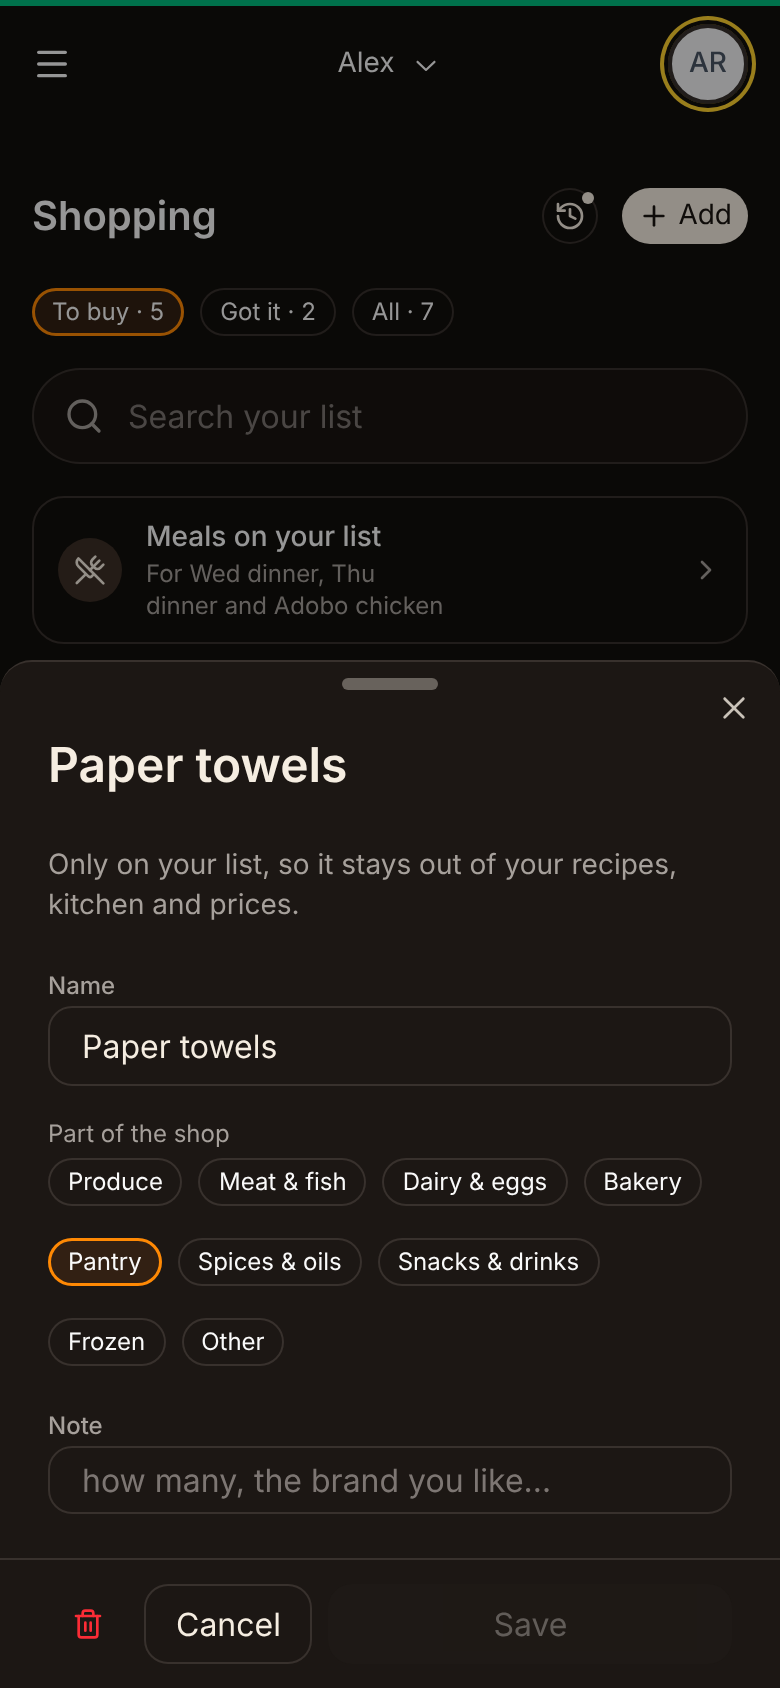 Alex
AR
Shopping
Add
To buy · 5
Got it · 2
All · 7
Search your list
Meals on your list
For Wed dinner, Thu
dinner and Adobo chicken
Paper towels
Only on your list, so it stays out of your recipes,
kitchen and prices.
Name
Paper towels
Part of the shop
Produce
Meat & fish
Dairy & eggs
Bakery
Pantry
Spices & oils
Snacks & drinks
Frozen
Other
Note
how many, the brand you like...
Cancel
Save